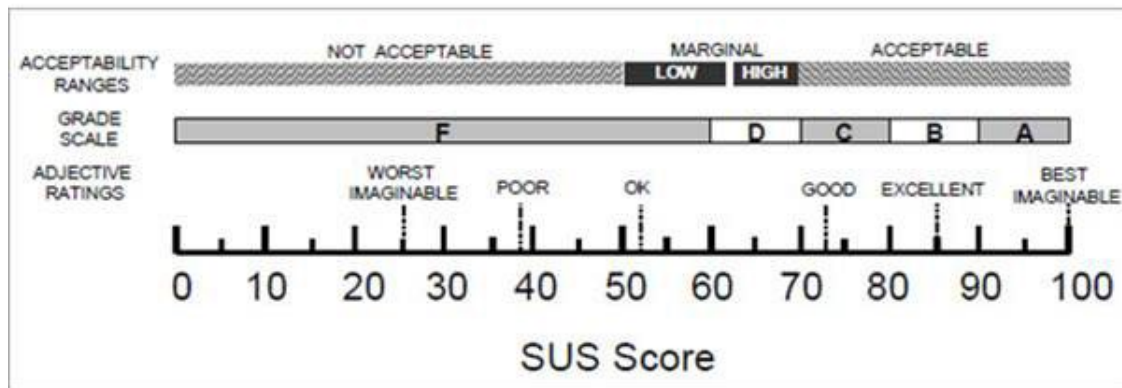 NOT ACCEPTABLE MARGINAL ACCEPTABLE
ACCEPTABILITY RANGES LOW HIGH
GRADE SCALE F D C B A
ADJECTIVE RATINGS WORST IMAGINABLE POOR OK GOOD EXCELLENT BEST IMAGINABLE
0 10 20 30 40 50 60 70 80 90 100
SUS Score